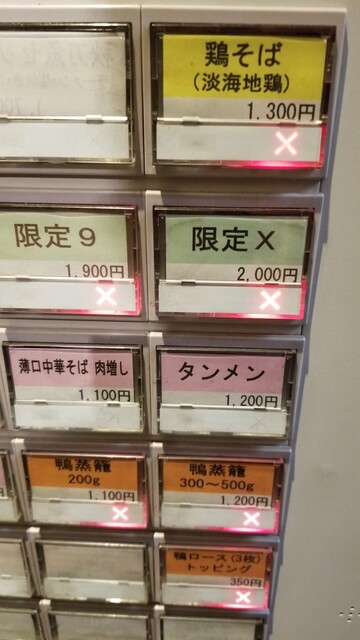 鶏そば
(淡海地鶏)
1,300円
×
限定9
1,900円
×
限定X
2,000円
×
薄口中華そば 肉増し
1,100円
タンメン
1,200円
鴨蒸籠
200g
1,100円
×
鴨蒸籠
300～500g
1,200円
×
鴨ロース(3枚)
トッピング
350円
×